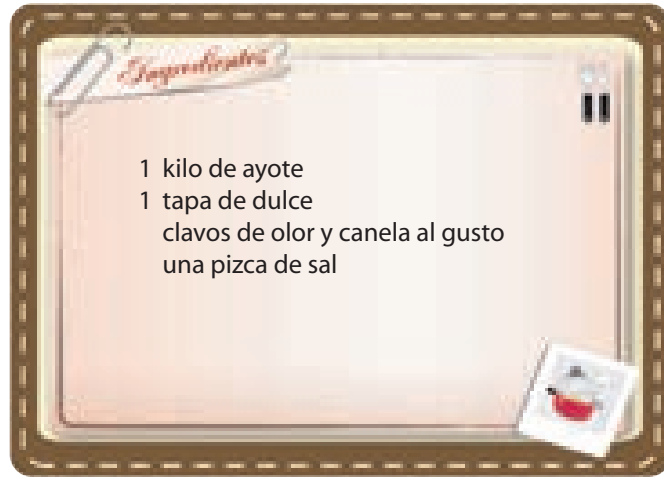 Ingredientes
1 kilo de ayote
1 tapa de dulce
clavos de olor y canela al gusto
una pizca de sal